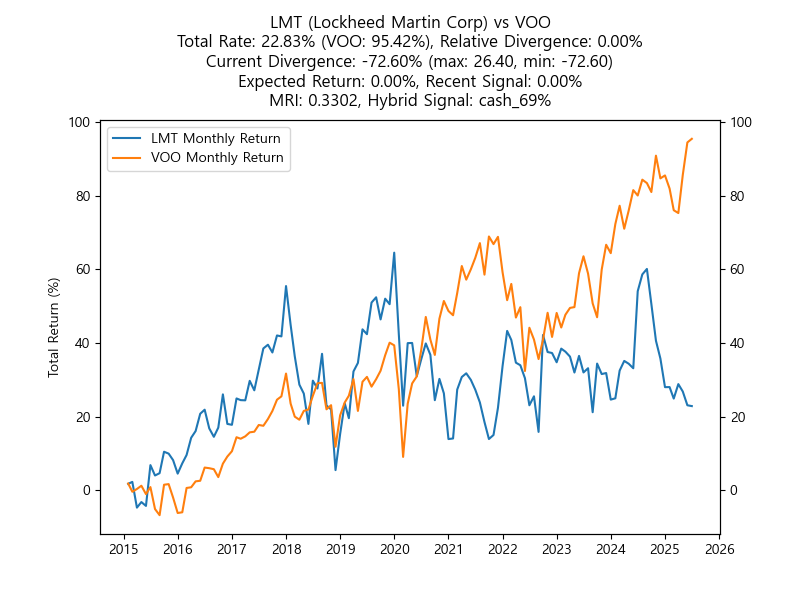 LMT (Lockheed Martin Corp) vs VOO
Total Rate: 22.83% (VOO: 95.42%), Relative Divergence: 0.00%
Current Divergence: -72.60% (max: 26.40, min: -72.60)
Expected Return: 0.00%, Recent Signal: 0.00%
MRI: 0.3302, Hybrid Signal: cash_69%
LMT Monthly Return
VOO Monthly Return
Total Return (%)
100
80
60
40
20
0
100
80
60
40
20
0
2015 2016 2017 2018 2019 2020 2021 2022 2023 2024 2025 2026